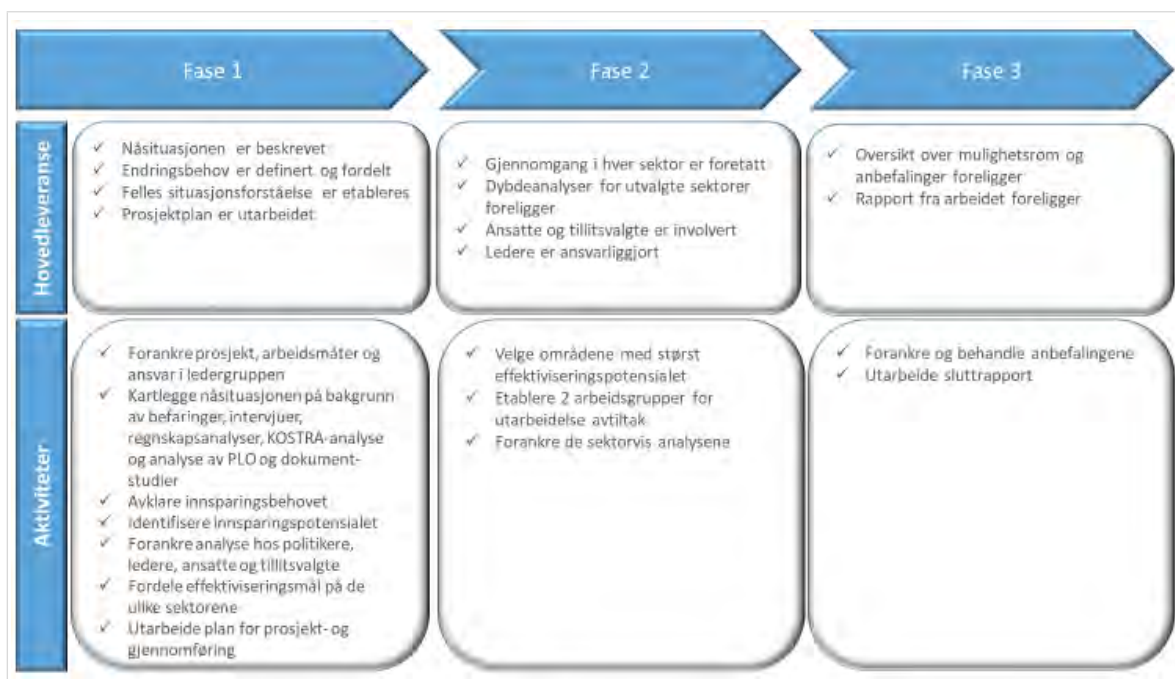 Fase 1
Fase 2
Fase 3
Hovedleveranse
✓ Nåsituasjonen er beskrevet
✓ Endringsbehov er definert og fordelt
✓ Felles situasjonsforståelse er etableres
✓ Prosjektplan er utarbeidet
✓ Gjennomgang i hver sektor er foretatt
✓ Dybdeanalyser for utvalgte sektorer
foreligger
✓ Ansatte og tillitsvalgte er involvert
✓ Ledere er ansvarliggjort
✓ Oversikt over mulighetsrom og
anbefalinger foreligger
✓ Rapport fra arbeidet foreligger
Aktiviteter
✓ Forankre prosjekt, arbeidsmåter og
ansvar i ledergruppen
✓ Kartlegge nåsituasjonen på bakgrunn
av befaringer, intervjuer,
regnskapsanalyser, KOSTRA-analyse
og analyse av PLO og dokument-
studier
✓ Avklare innsparingsbehovet
✓ Identifisere innsparingspotensialet
✓ Forankre analyse hos politikere,
ledere, ansatte og tillitsvalgte
✓ Fordele effektiviseringsmål på de
ulike sektorene
✓ Utarbeide plan for prosjekt- og
gjennomføring
✓ Velge områdene med størst
effektiviseringspotensialet
✓ Etablere 2 arbeidsgrupper for
utarbeidelse avtiltak
✓ Forankre de sektorvis analysene
✓ Forankre og behandle anbefalingene
✓ Utarbeide sluttrapport